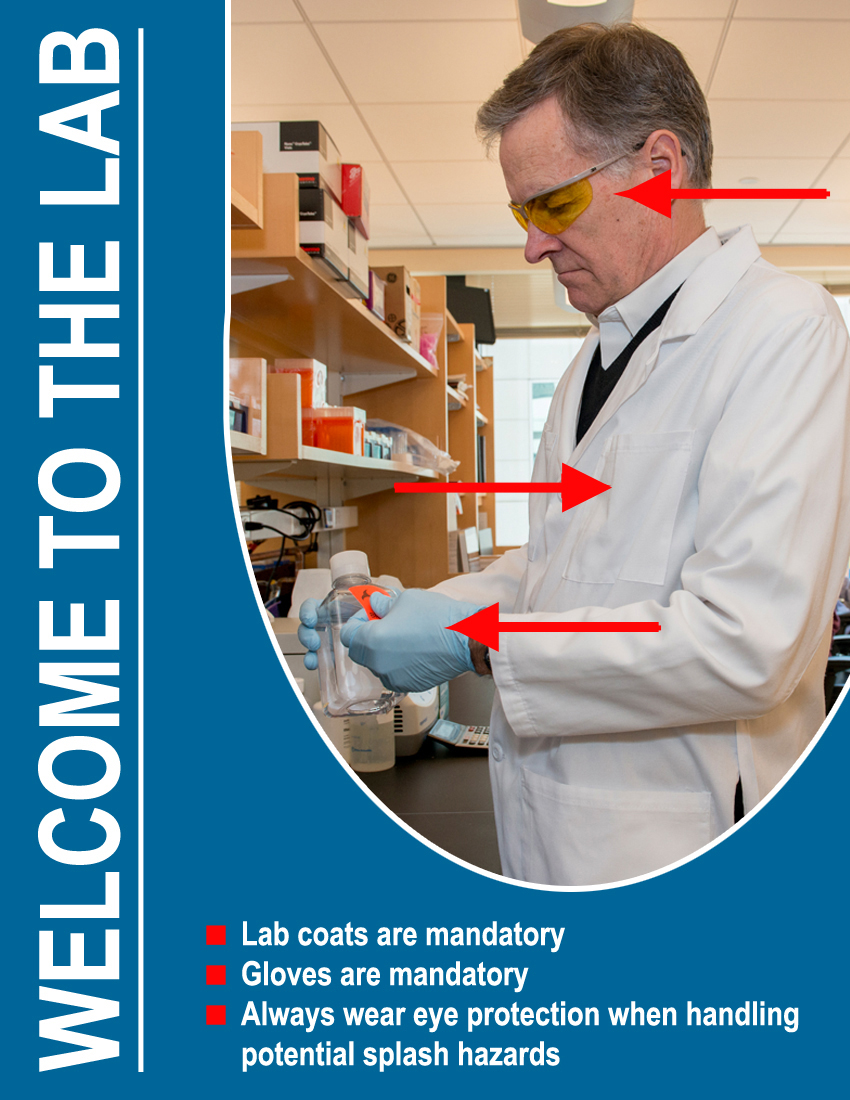 WELCOME TO THE LAB
Lab coats are mandatory
Gloves are mandatory
Always wear eye protection when handling
potential splash hazards